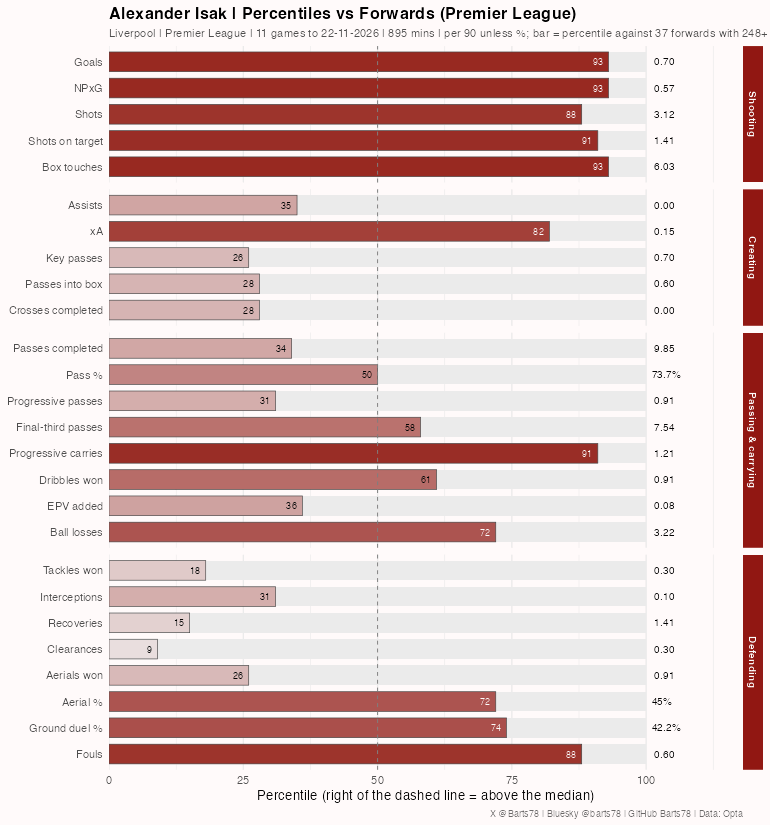 Alexander Isak | Percentiles vs Forwards (Premier League)
Liverpool | Premier League | 11 games to 22-11-2026 | 895 mins | per 90 unless %; bar = percentile against 37 forwards with 248+
Goals 93 0.70
NPxG 93 0.57
Shots 88 3.12
Shots on target 91 1.41
Box touches 93 6.03
Shooting
Assists 35 0.00
xA 82 0.15
Key passes 26 0.70
Passes into box 28 0.60
Crosses completed 28 0.00
Creating
Passes completed 34 9.85
Pass % 50 73.7%
Progressive passes 31 0.91
Final-third passes 58 7.54
Progressive carries 91 1.21
Dribbles won 61 0.91
EPV added 36 0.08
Ball losses 72 3.22
Passing & carrying
Tackles won 18 0.30
Interceptions 31 0.10
Recoveries 15 1.41
Clearances 9 0.30
Aerials won 26 0.91
Aerial % 72 45%
Ground duel % 74 42.2%
Fouls 88 0.60
Defending
0 25 50 75 100
Percentile (right of the dashed line = above the median)
X @Barts78 | Bluesky @barts78 | GitHub Barts78 | Data: Opta